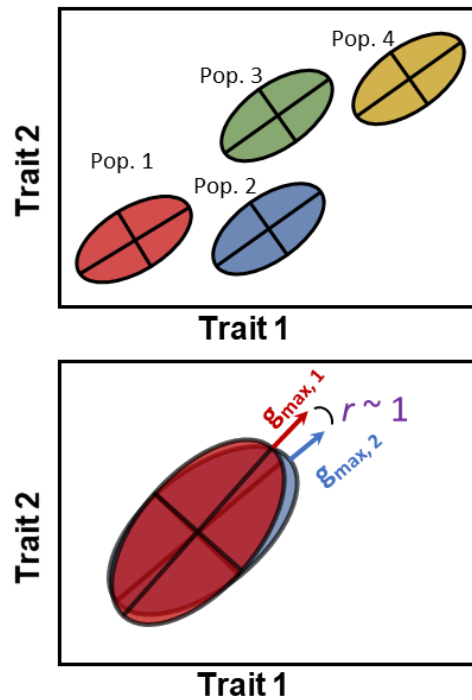 Pop. 4
Pop. 3
Pop. 1
Pop. 2
Trait 2
Trait 1
gmax, 1
r ~ 1
gmax, 2
Trait 2
Trait 1